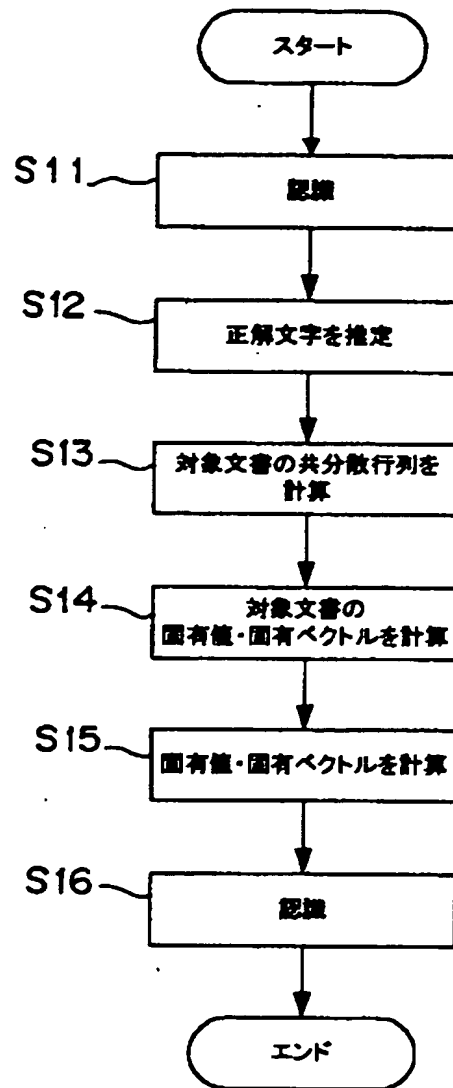 スタート
S11
認識
S12
正解文字を推定
S13
対象文書の共分散行列を
計算
S14
対象文書の
固有値・固有ベクトルを計算
S15
固有値・固有ベクトルを計算
S16
認識
エンド